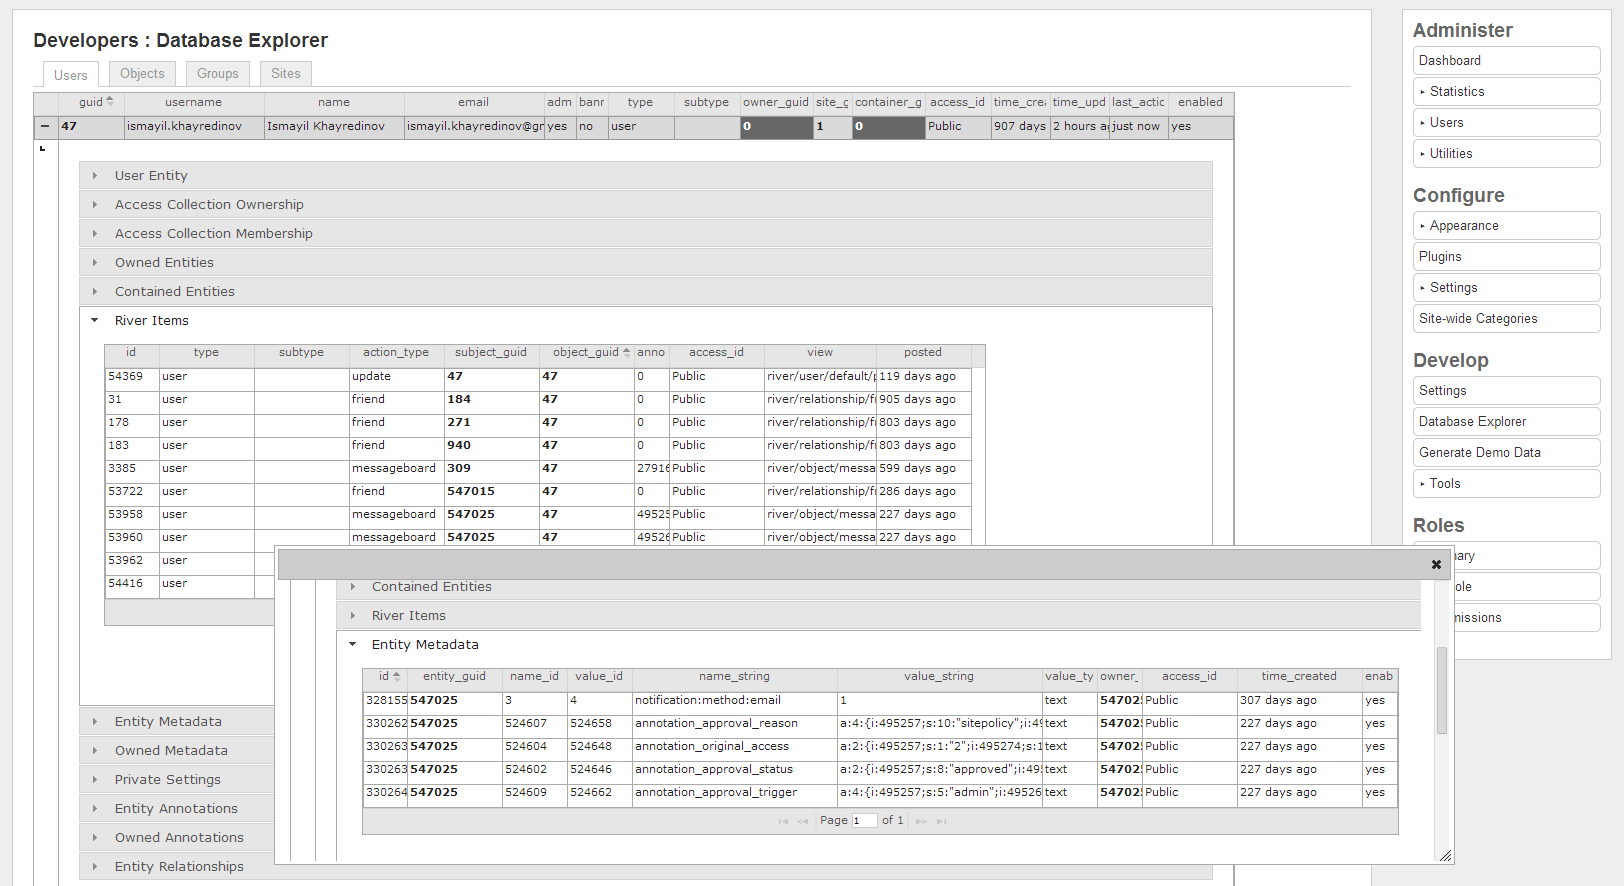 Developers : Database Explorer
Users Objects Groups Sites
guid username name email adm banr type subtype owner_guid site_g container_g access_id time_crea time_upd last_actic enabled
47 ismayil.khayredinov Ismayil Khayredinov ismayil.khayredinov@gr yes no user 0 1 0 Public 907 days 2 hours a just now yes
User Entity
Access Collection Ownership
Access Collection Membership
Owned Entities
Contained Entities
River Items
id type subtype action_type subject_guid object_guid anno access_id view posted
54369 user update 47 47 0 Public river/user/default/p 119 days ago
31 user friend 184 47 0 Public river/relationship/fr 905 days ago
178 user friend 271 47 0 Public river/relationship/fr 803 days ago
183 user friend 940 47 0 Public river/relationship/fr 803 days ago
3385 user messageboard 309 47 27916 Public river/object/messa 599 days ago
53722 user friend 547015 47 0 Public river/relationship/fr 286 days ago
53958 user messageboard 547025 47 49525 Public river/object/messa 227 days ago
53960 user messageboard 547025 47 49526 Public river/object/messa 227 days ago
53962 user
54416 user
Entity Metadata
Owned Metadata
Private Settings
Entity Annotations
Owned Annotations
Entity Relationships
Contained Entities
River Items
Entity Metadata
id entity_guid name_id value_id name_string value_string value_ty owner_ access_id time_created enab
328155 547025 3 4 notification:method:email 1 text 54702 Public 307 days ago yes
330262 547025 524607 524658 annotation_approval_reason a:4:{i:495257;s:10:"sitepolicy";i:49 text 54702 Public 227 days ago yes
330263 547025 524604 524648 annotation_original_access a:2:{i:495257;s:1:"2";i:495274;s:1 text 54702 Public 227 days ago yes
330263 547025 524602 524646 annotation_approval_status a:2:{i:495257;s:8:"approved";i:495 text 54702 Public 227 days ago yes
330264 547025 524609 524662 annotation_approval_trigger a:4:{i:495257;s:5:"admin";i:49526 text 54702 Public 227 days ago yes
Page 1 of 1
Administer
Dashboard
Statistics
Users
Utilities
Configure
Appearance
Plugins
Settings
Site-wide Categories
Develop
Settings
Database Explorer
Generate Demo Data
Tools
Roles
mary
ole
missions